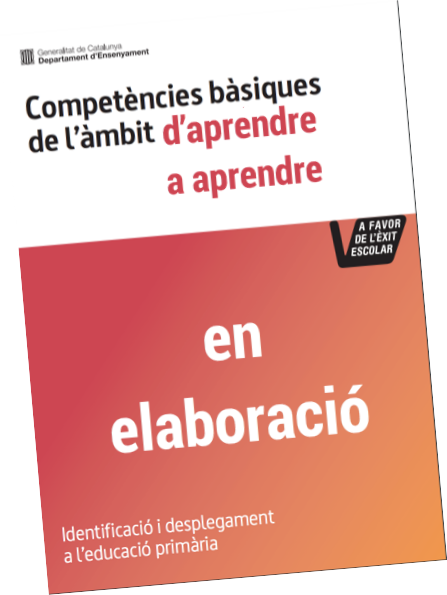 Generalitat de Catalunya
Departament d'Ensenyament
Competències bàsiques
de l'àmbit d'aprendre
a aprendre
A FAVOR
DE L'ÈXIT
ESCOLAR
en
elaboració
Identificació i desplegament
a l'educació primària